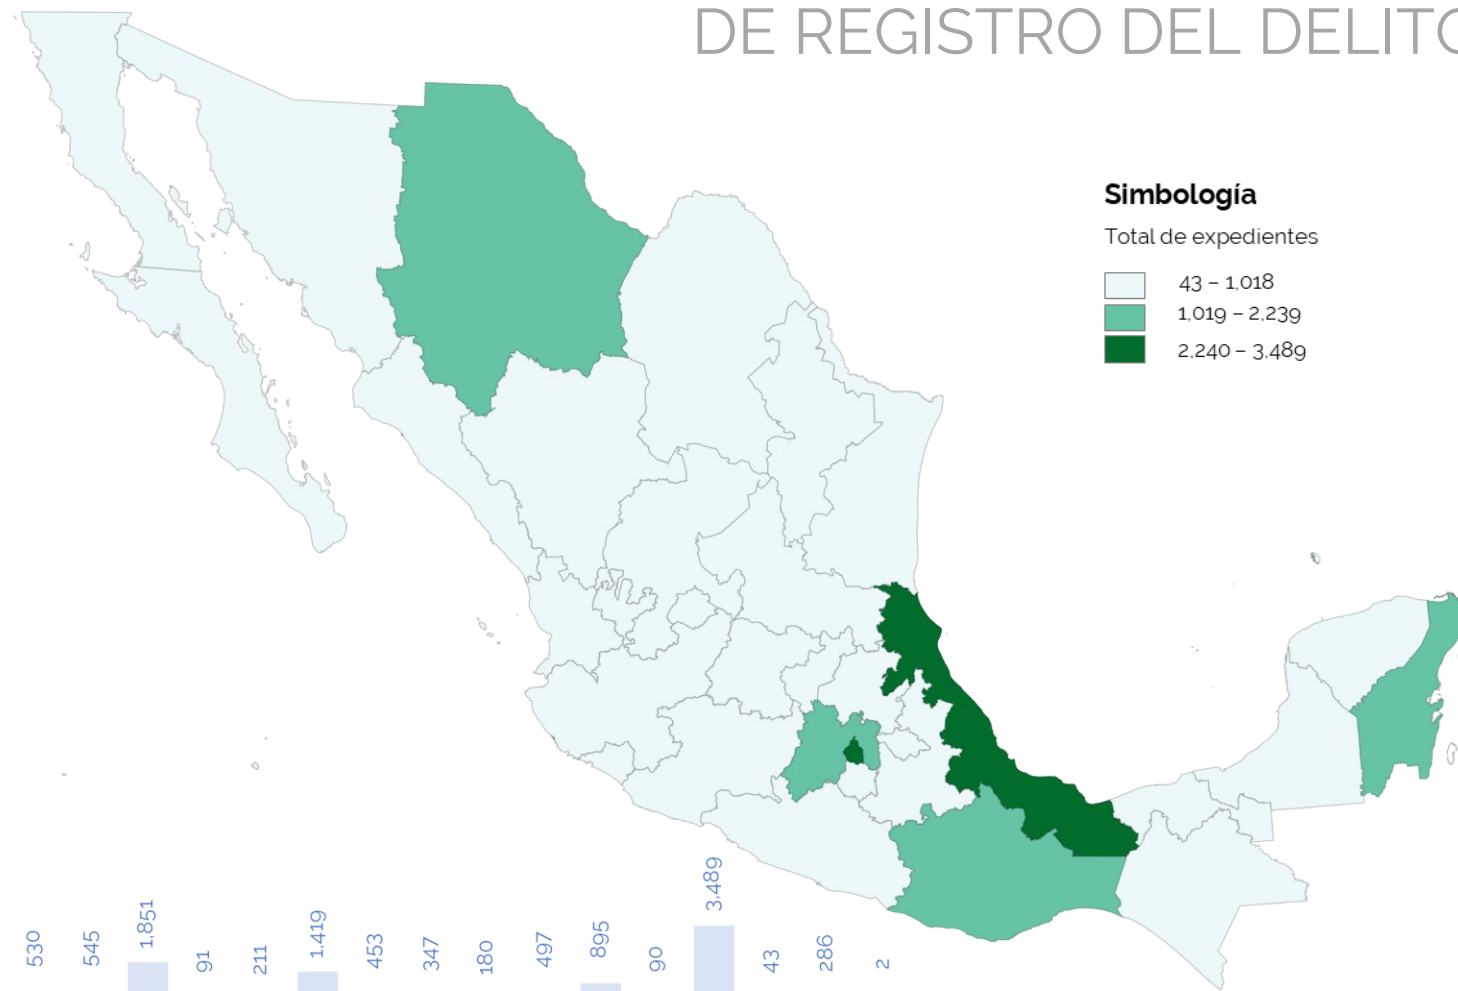 DE REGISTRO DEL DELITO
Simbología
Total de expedientes
43 – 1,018
1,019 – 2,239
2,240 – 3,489
530
545
1,851
91
211
1,419
453
347
180
497
895
90
3,489
43
286
2